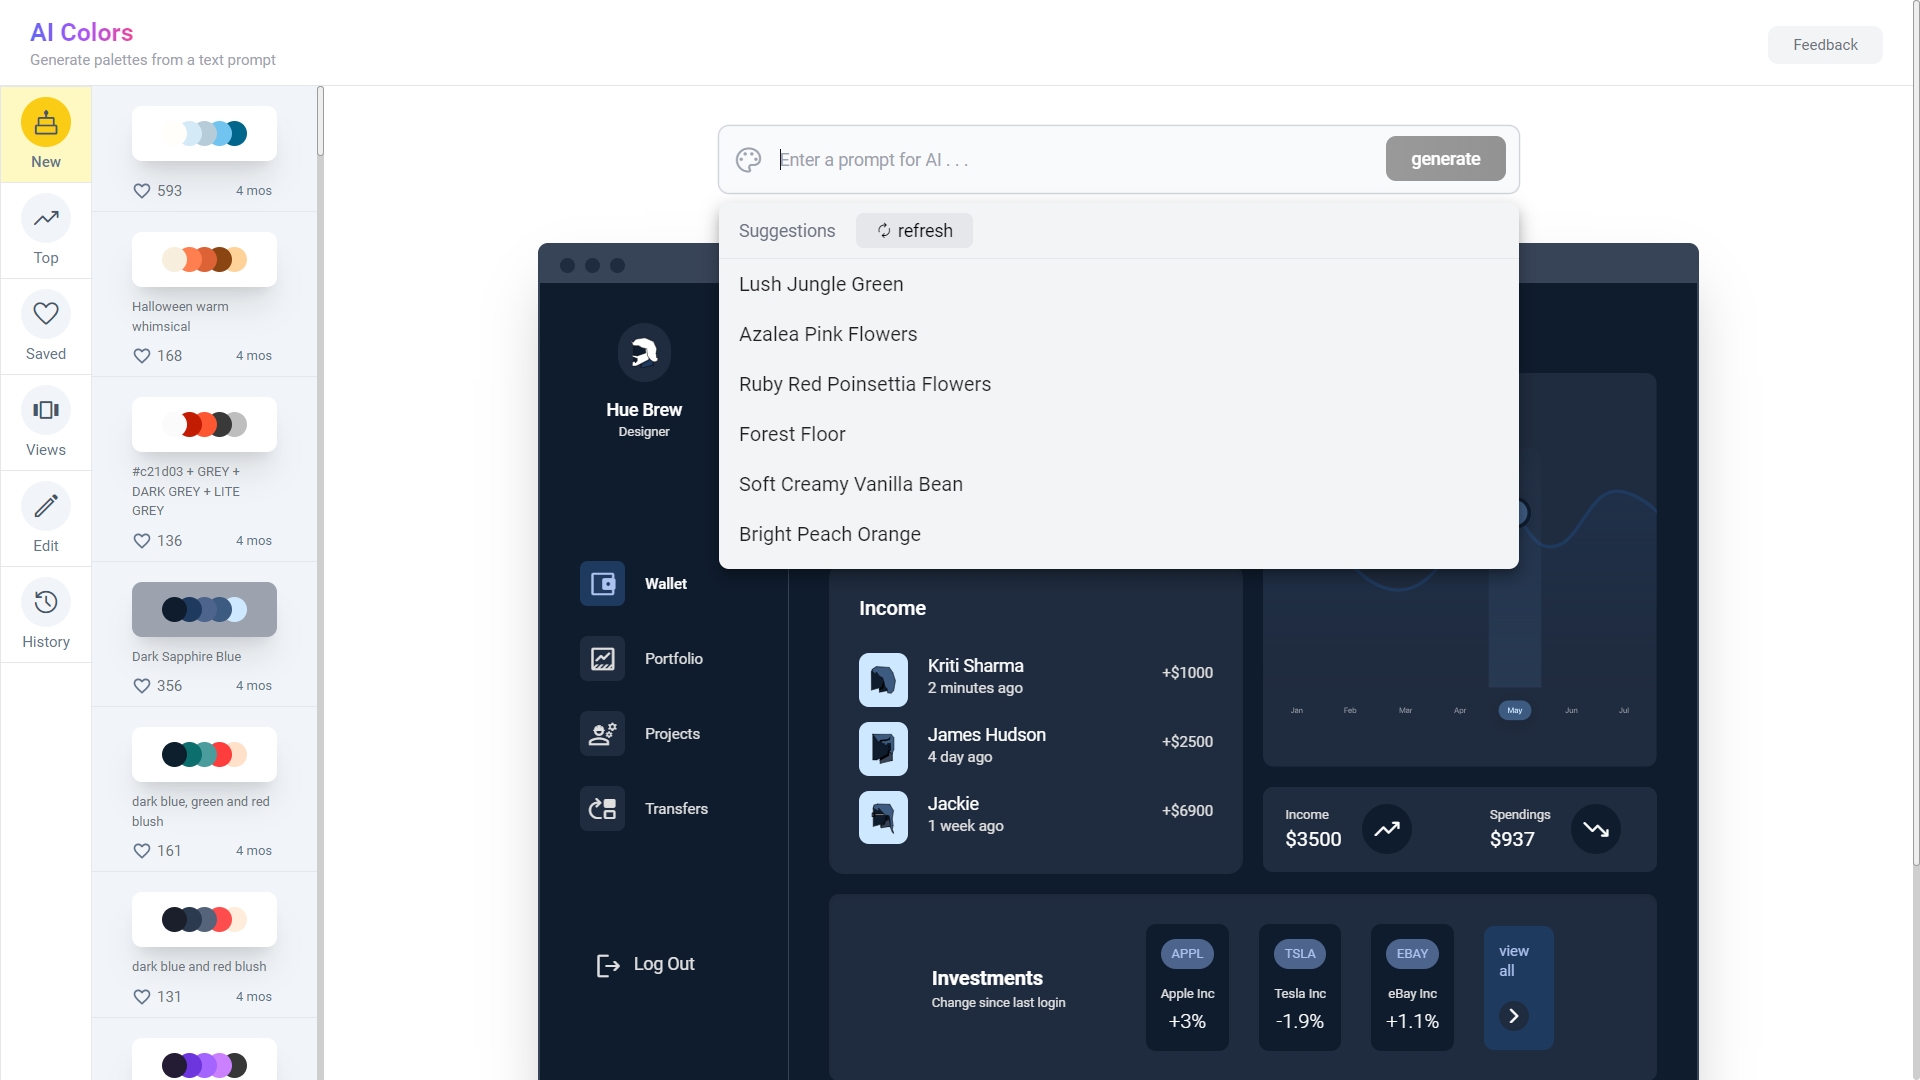 AI Colors
Generate palettes from a text prompt
Feedback
New
Top
Saved
Views
Edit
History
593
4 mos
Halloween warm
whimsical
168
4 mos
#c21d03 + GREY +
DARK GREY + LITE
GREY
136
4 mos
Dark Sapphire Blue
356
4 mos
dark blue, green and red
blush
161
4 mos
dark blue and red blush
131
4 mos
Enter a prompt for AI . . .
generate
Suggestions
refresh
Lush Jungle Green
Azalea Pink Flowers
Ruby Red Poinsettia Flowers
Forest Floor
Soft Creamy Vanilla Bean
Bright Peach Orange
Hue Brew
Designer
Wallet
Portfolio
Projects
Transfers
Log Out
Income
Kriti Sharma
2 minutes ago
+$1000
James Hudson
4 day ago
+$2500
Jackie
1 week ago
+$6900
Jan
Feb
Mar
Apr
May
Jun
Jul
Income
$3500
Spendings
$937
Investments
Change since last login
APPL
Apple Inc
+3%
TSLA
Tesla Inc
-1.9%
EBAY
eBay Inc
+1.1%
view
all